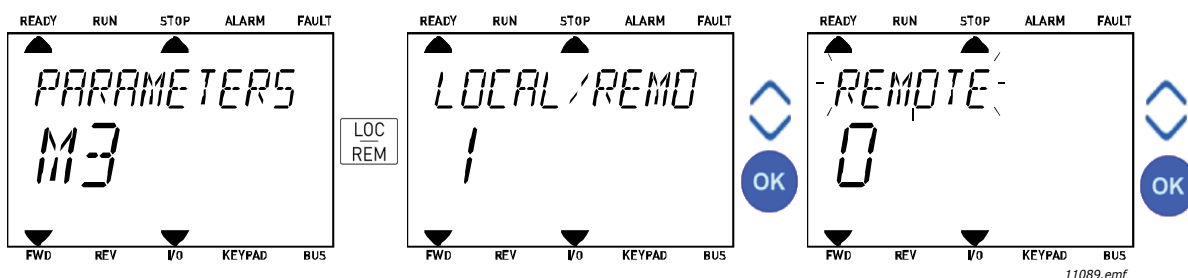 READY RUN STOP ALARM FAULT
PARAMETERS
M3
FWD REV I/O KEYPAD BUS
LOC
REM
READY RUN STOP ALARM FAULT
LOCAL/REMO
1
FWD REV I/O KEYPAD BUS
OK
READY RUN STOP ALARM FAULT
REMOTE
0
FWD REV I/O KEYPAD BUS
OK
11089.emf